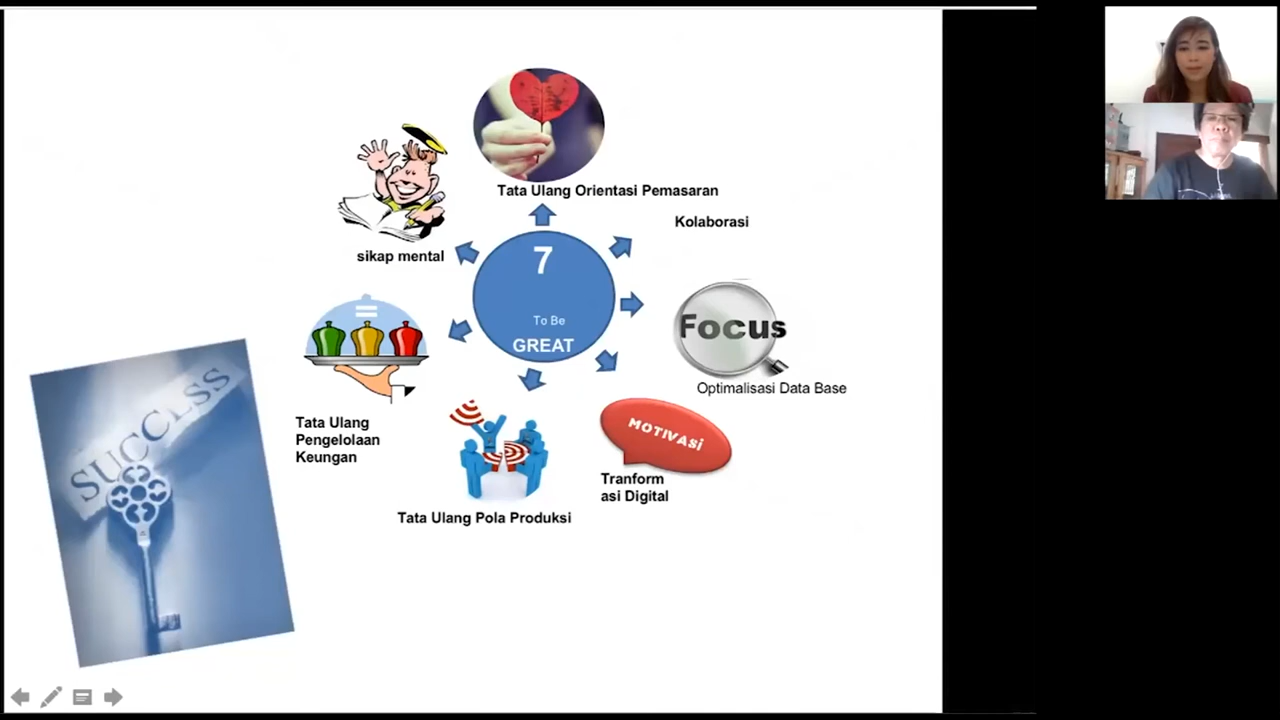 Tata Ulang Orientasi Pemasaran
Kolaborasi
sikap mental
7
To Be
GREAT
Focus
Optimalisasi Data Base
Tata Ulang
Pengelolaan
Keungan
MOTIVASi
Tranform
asi Digital
Tata Ulang Pola Produksi
SUCCESS